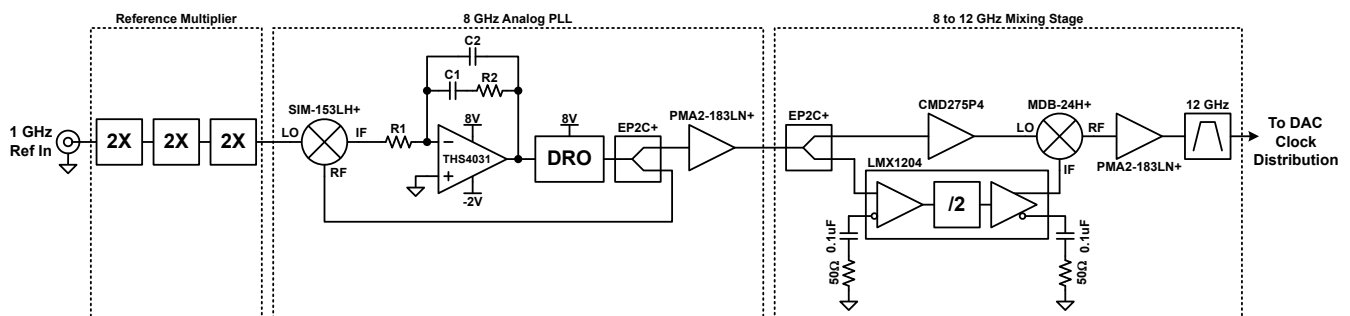 Reference Multiplier
8 GHz Analog PLL
8 to 12 GHz Mixing Stage
1 GHz
Ref In
2X
2X
2X
SIM-153LH+
LO
IF
RF
R1
C2
C1
R2
8V
THS4031
-2V
8V
DRO
EP2C+
PMA2-183LN+
EP2C+
CMD275P4
LMX1204
/2
50Ω 0.1uF
50Ω 0.1uF
MDB-24H+
LO
RF
IF
PMA2-183LN+
12 GHz
To DAC
Clock
Distribution